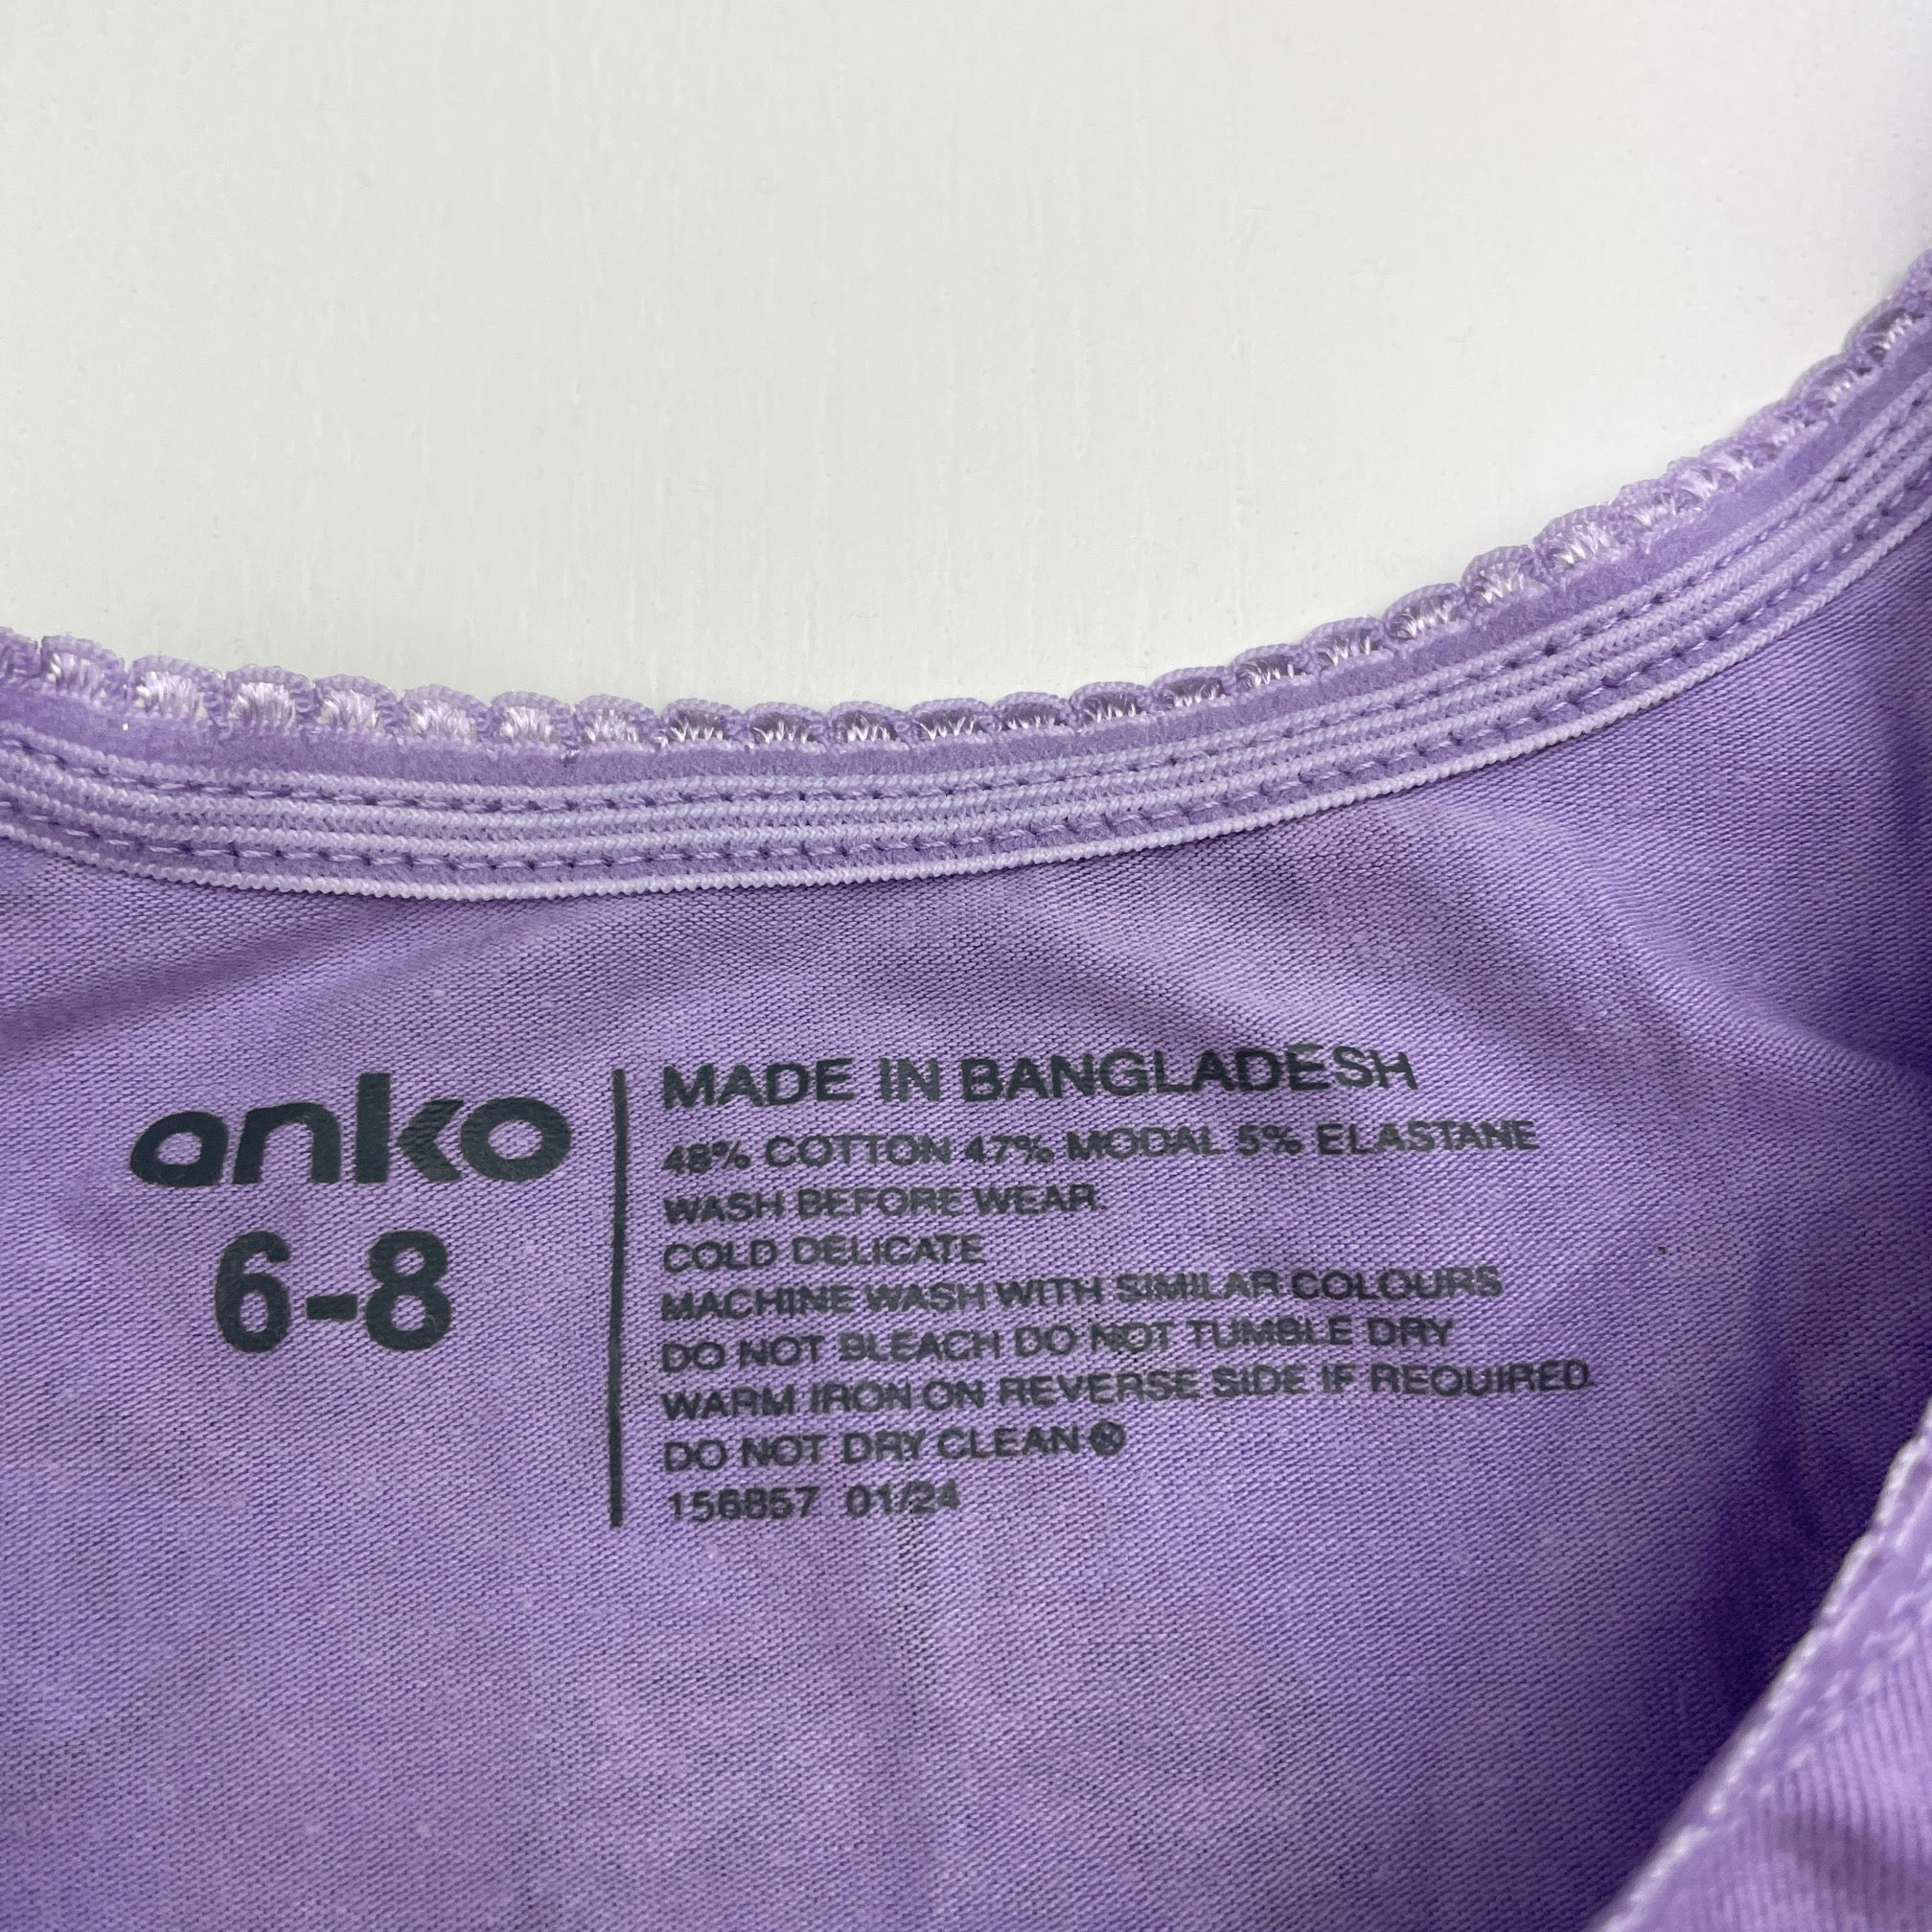 anko
6-8
MADE IN BANGLADESH
48% COTTON 47% MODAL 5% ELASTANE
WASH BEFORE WEAR.
COLD DELICATE
MACHINE WASH WITH SIMILAR COLOURS
DO NOT BLEACH DO NOT TUMBLE DRY
WARM IRON ON REVERSE SIDE IF REQUIRED.
DO NOT DRY CLEAN
156857 01/24